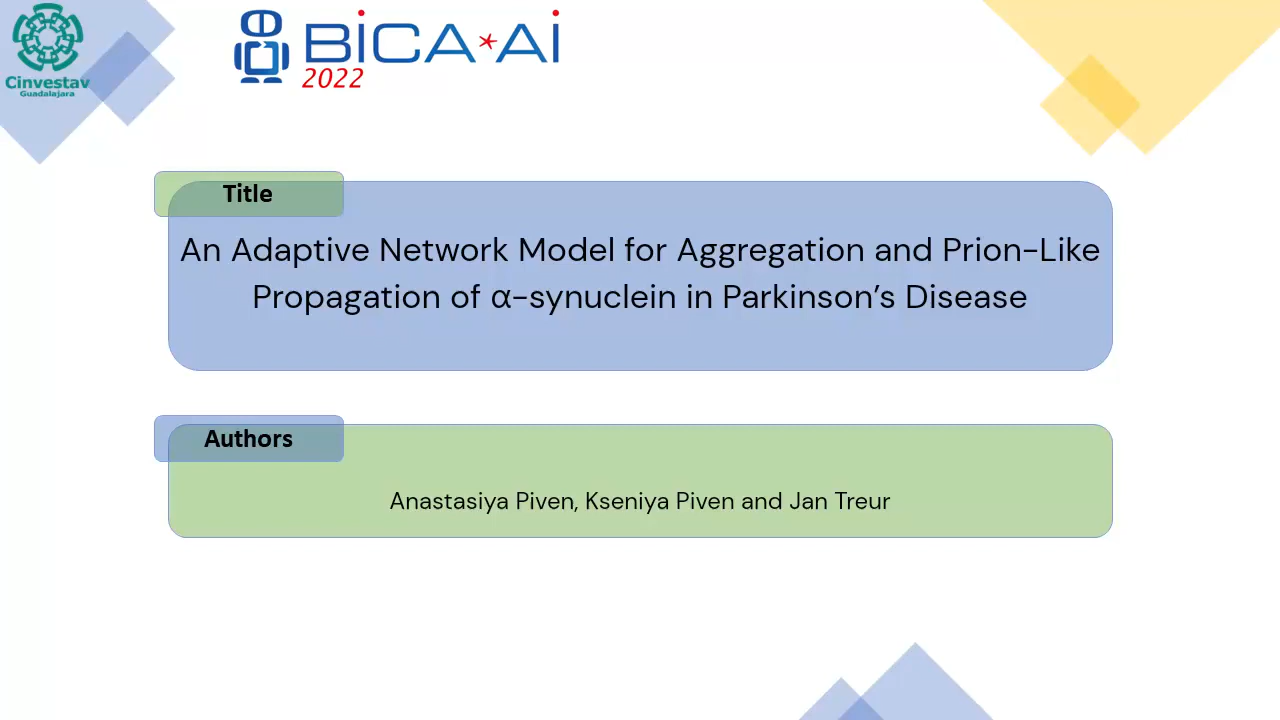 Cinvestav
Guadalajara
BiCA*Ai
2022
Title
An Adaptive Network Model for Aggregation and Prion-Like
Propagation of α-synuclein in Parkinson’s Disease
Authors
Anastasiya Piven, Kseniya Piven and Jan Treur